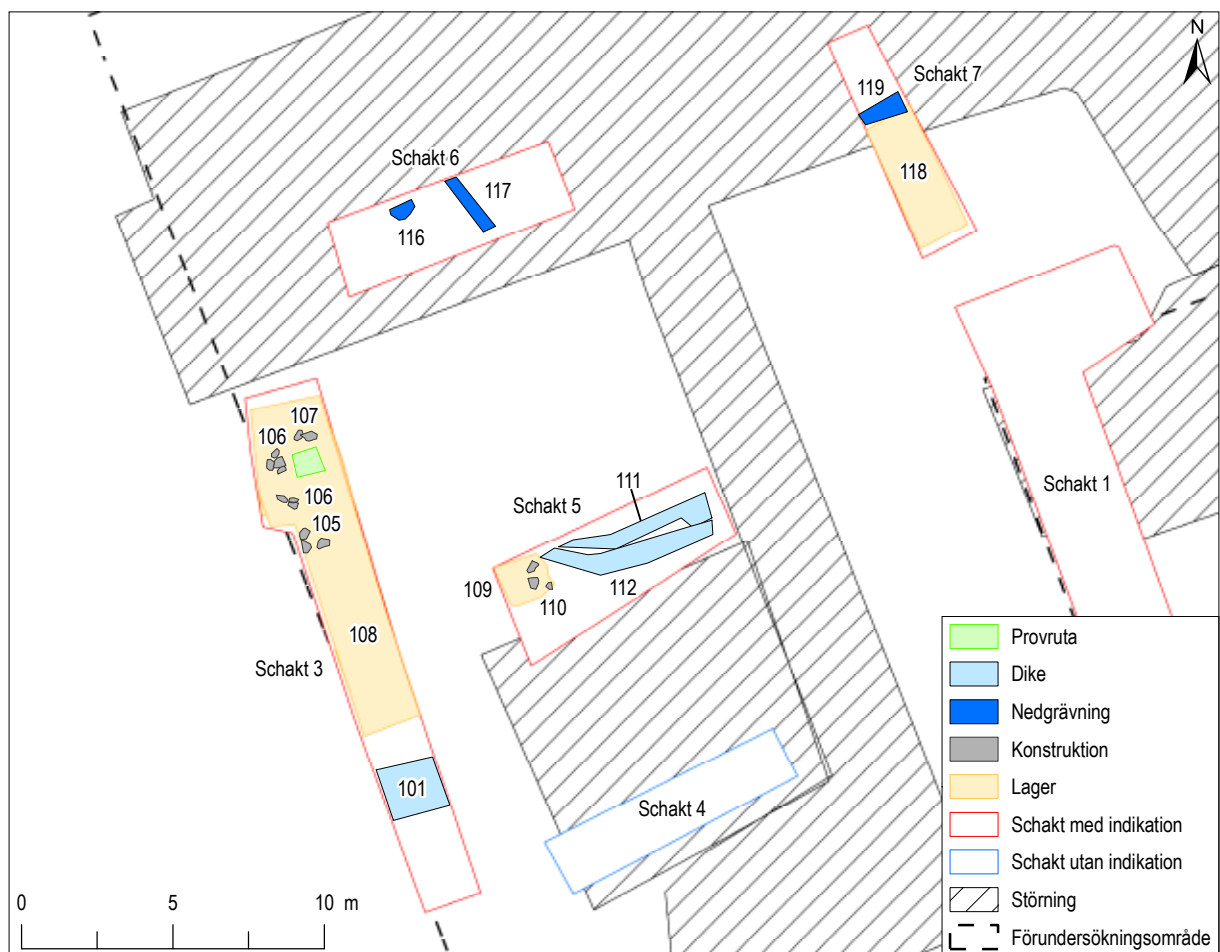 N
Schakt 7
119
Schakt 6
117
118
116
107
106
106
111
Schakt 5
Schakt 1
105
109
110
112
108
Schakt 3
101
Schakt 4
Provruta
Dike
Nedgrävning
Konstruktion
Lager
Schakt med indikation
Schakt utan indikation
Störning
Förundersökningsområde
0 5 10 m